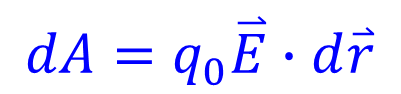 dA = q₀E⃗ · dr⃗